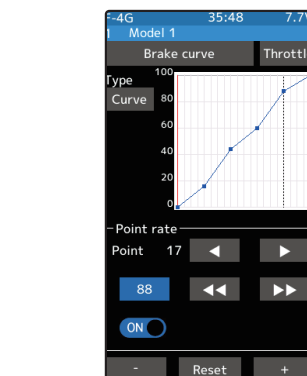 F-4G 35:48 7.7V
Model 1
Brake curve Throttl
Type
Curve
100
80
60
40
20
0
Point rate
Point 17 ◀ ▶
88 ◀◀ ▶▶
ON
- Reset +